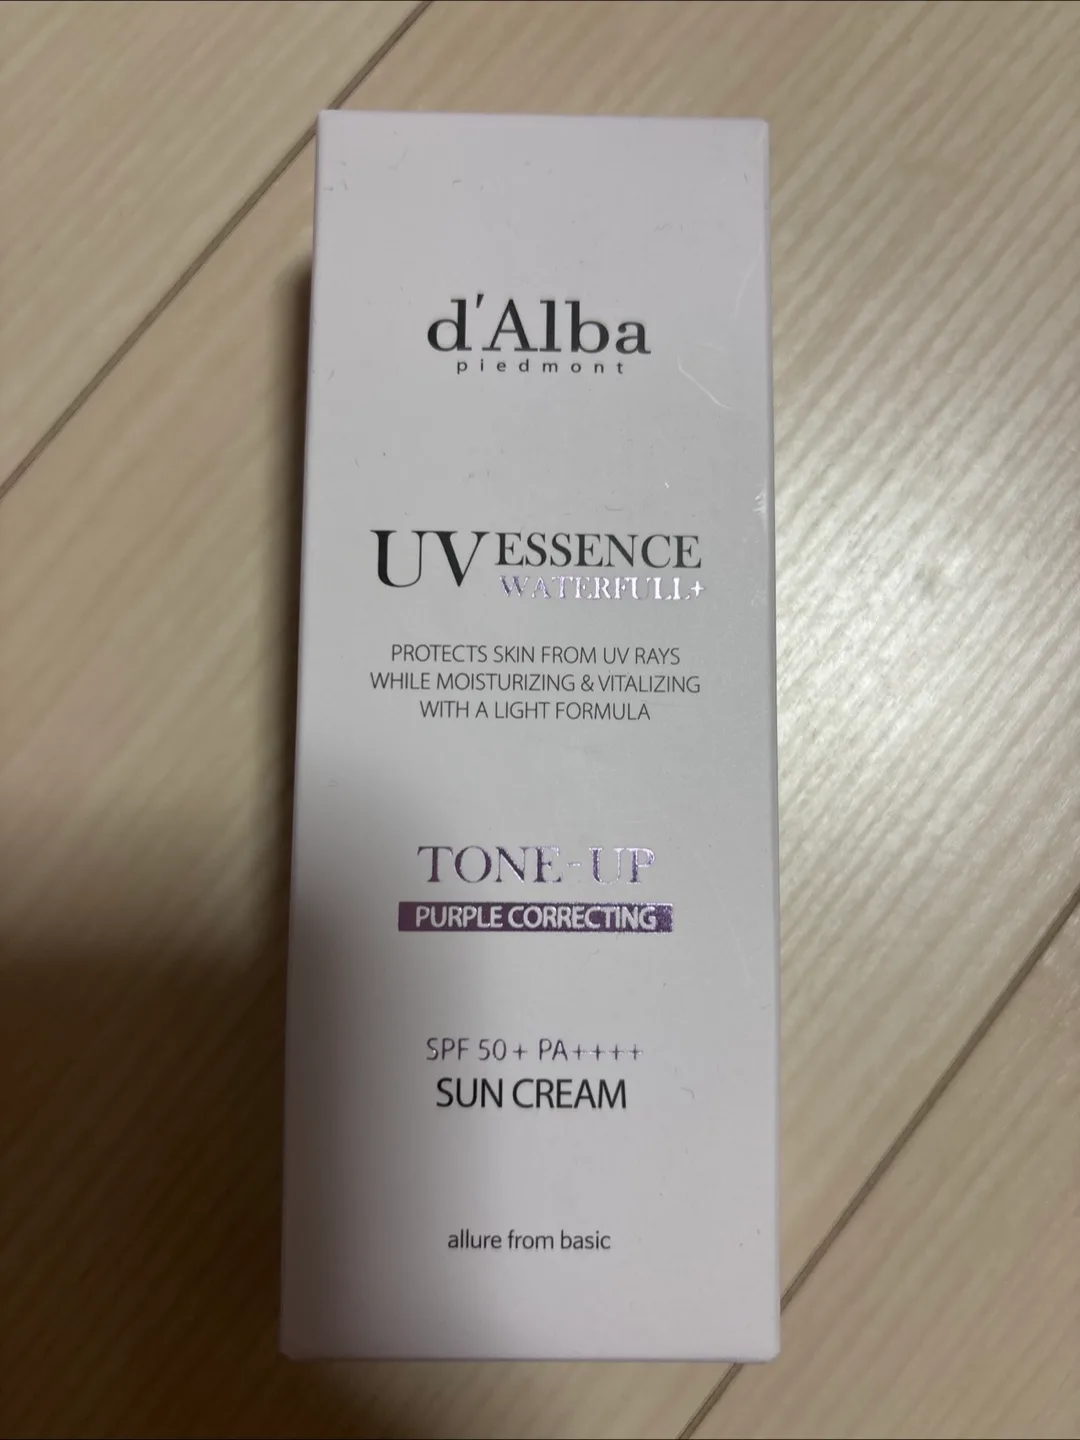 d'Alba
piedmont
UV ESSENCE
WATERFULL+
PROTECTS SKIN FROM UV RAYS
WHILE MOISTURIZING & VITALIZING
WITH A LIGHT FORMULA
TONE-UP
PURPLE CORRECTING
SPF 50+ PA++++
SUN CREAM
allure from basic